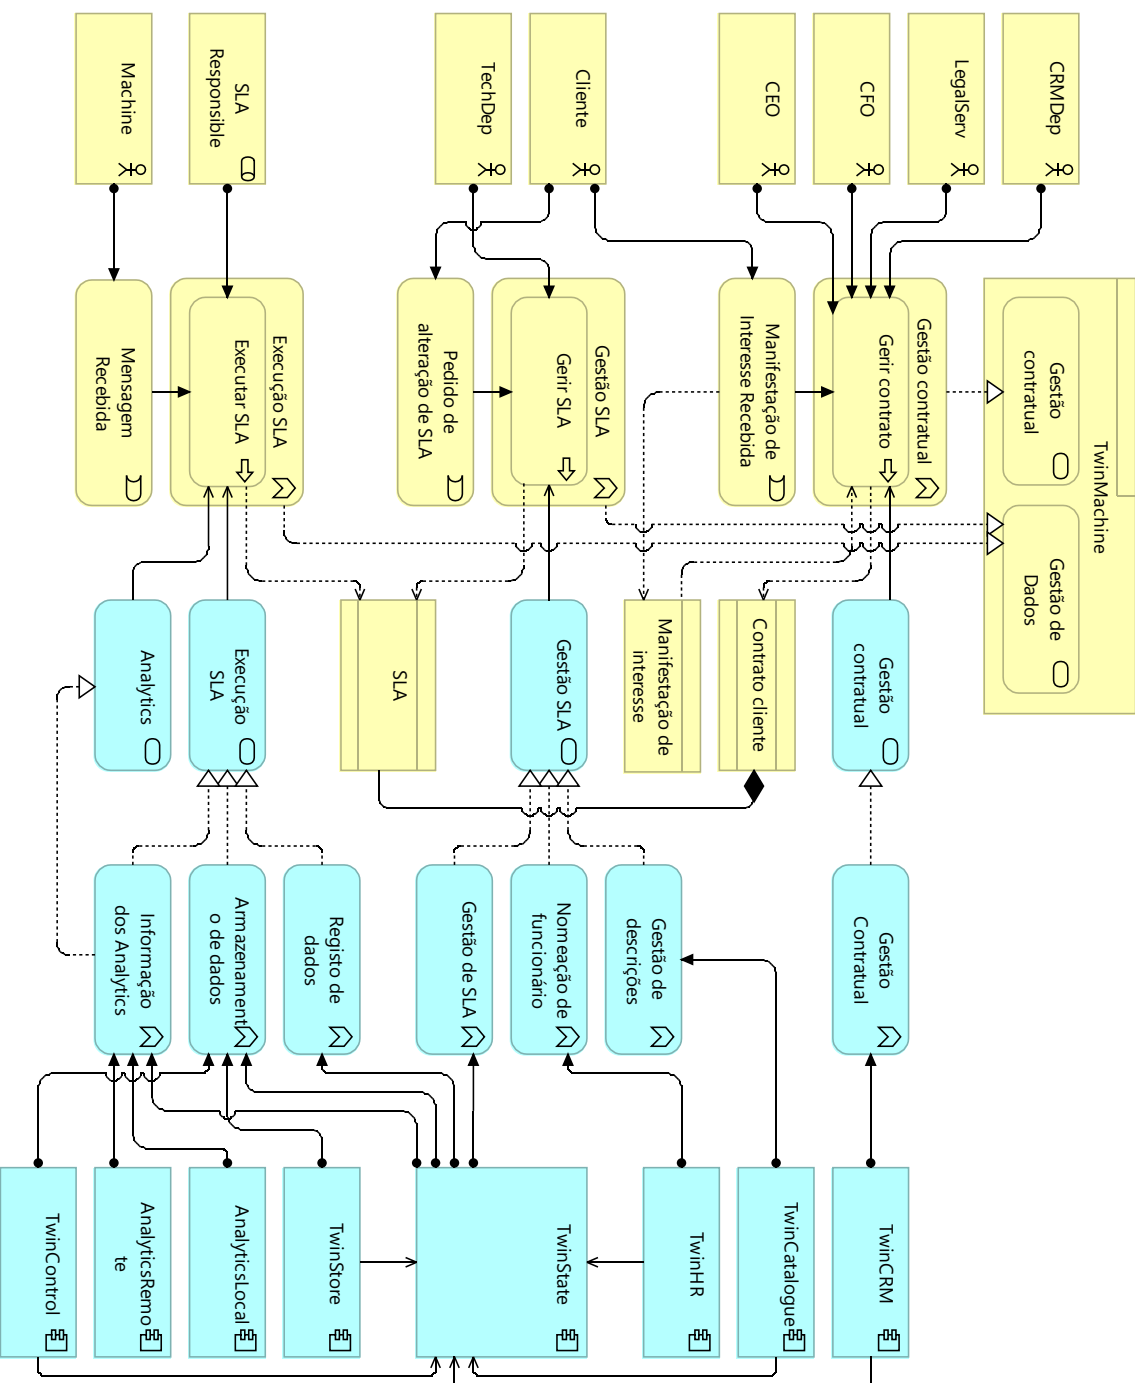 Machine
SLA
Responsible
TechDep
Cliente
CEO
CFO
LegalServ
CRMDep
Mensagem
Recebida
Execução SLA
Executar SLA
Pedido de
alteração de SLA
Gestão SLA
Gerir SLA
Manifestação de
Interesse Recebida
Gestão contratual
Gerir contrato
TwinMachine
Gestão
contratual
Gestão de
Dados
Analytics
Execução
SLA
SLA
Gestão SLA
Manifestação de
interesse
Contrato cliente
Gestão
contratual
Informação
dos Analytics
Armazenament
o de dados
Registo de
dados
Gestão de SLA
Nomeação de
funcionário
Gestão de
descrições
Gestão
Contratual
TwinControl
AnalyticsRemo
te
AnalyticsLocal
TwinStore
TwinState
TwinHR
TwinCatalogue
TwinCRM